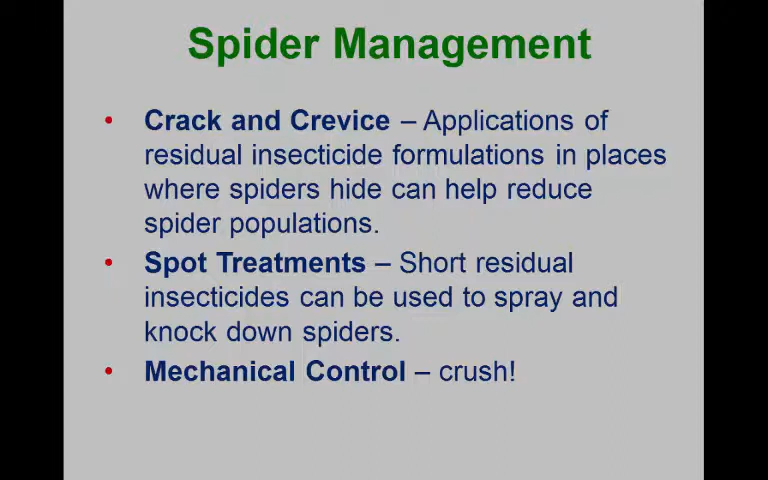 Spider Management
• Crack and Crevice – Applications of
residual insecticide formulations in places
where spiders hide can help reduce
spider populations.
• Spot Treatments – Short residual
insecticides can be used to spray and
knock down spiders.
• Mechanical Control – crush!